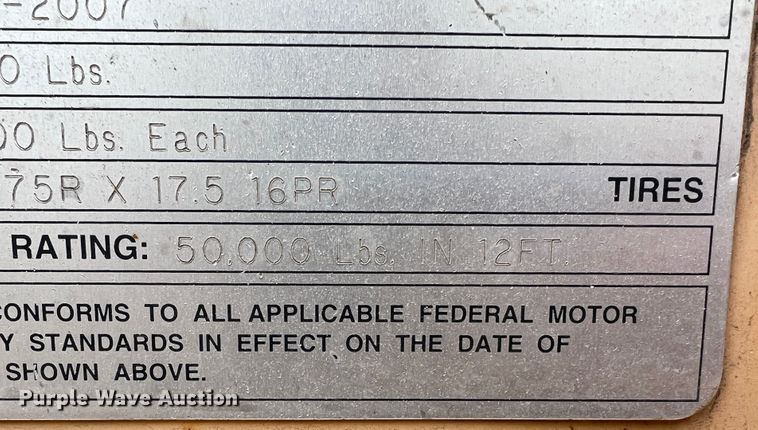 -2007
0 Lbs.
00 Lbs. Each
75R X 17.5 16PR TIRES
RATING: 50,000 Lbs. IN 12FT.
CONFORMS TO ALL APPLICABLE FEDERAL MOTOR
Y STANDARDS IN EFFECT ON THE DATE OF
SHOWN ABOVE.
Purple Wave Auction